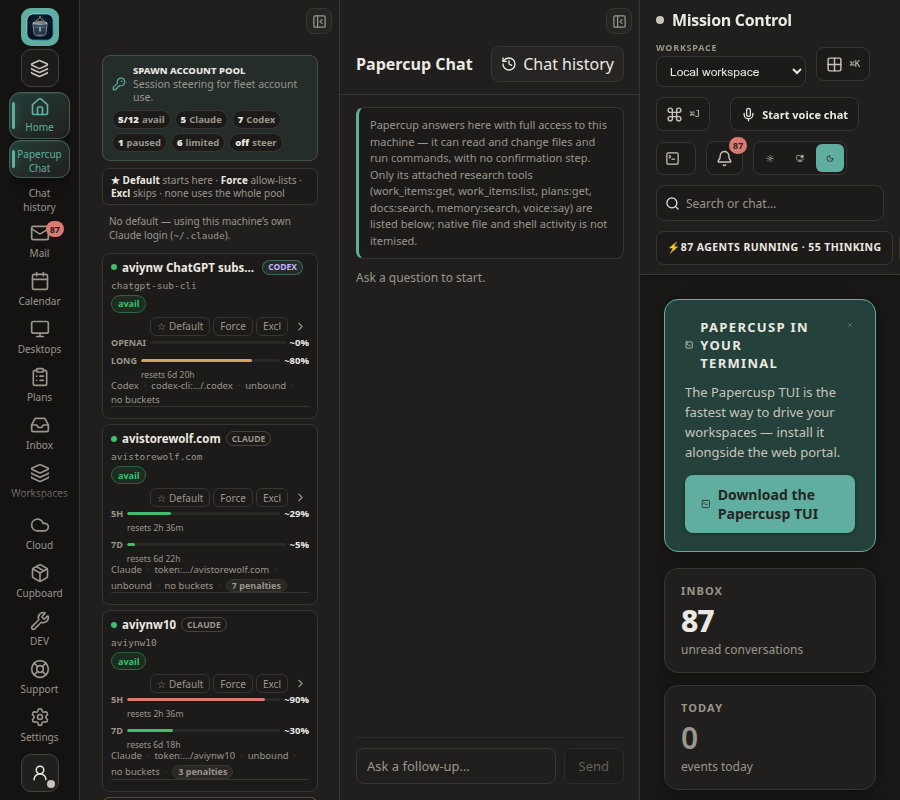 Home
Papercup
Chat
Chat
history
87
Mail
Calendar
Desktops
Plans
Inbox
Workspaces
Cloud
Cupboard
DEV
Support
Settings
SPAWN ACCOUNT POOL
Session steering for fleet account
use.
5/12 avail
5 Claude
7 Codex
1 paused
6 limited
off steer
★ Default starts here · Force allow-lists ·
Excl skips · none uses the whole pool
No default — using this machine's own
Claude login (~/.claude).
aviynw ChatGPT subs...
CODEX
chatgpt-sub-cli
avail
☆ Default
Force
Excl
OPENAI
~0%
LONG
~80%
resets 6d 20h
Codex · codex-cli:.../.codex · unbound ·
no buckets
avistorewolf.com
CLAUDE
avistorewolf.com
avail
☆ Default
Force
Excl
5H
~29%
resets 2h 36m
7D
~5%
resets 6d 22h
Claude · token:.../avistorewolf.com ·
unbound · no buckets · 7 penalties
aviynw10
CLAUDE
aviynw10
avail
☆ Default
Force
Excl
5H
~90%
resets 2h 36m
7D
~30%
resets 6d 18h
Claude · token:.../aviynw10 · unbound ·
no buckets · 3 penalties
Papercup Chat
Chat history
Papercup answers here with full access to this
machine — it can read and change files and
run commands, with no confirmation step.
Only its attached research tools
(work_items:get, work_items:list, plans:get,
docs:search, memory:search, voice:say) are
listed below; native file and shell activity is not
itemised.
Ask a question to start.
Ask a follow-up...
Send
Mission Control
WORKSPACE
Local workspace
⌘K
⌘J
Start voice chat
87
Search or chat...
⚡87 AGENTS RUNNING · 55 THINKING
PAPERCUSP IN
YOUR
TERMINAL
×
The Papercusp TUI is the
fastest way to drive your
workspaces — install it
alongside the web portal.
Download the
Papercusp TUI
INBOX
87
unread conversations
TODAY
0
events today